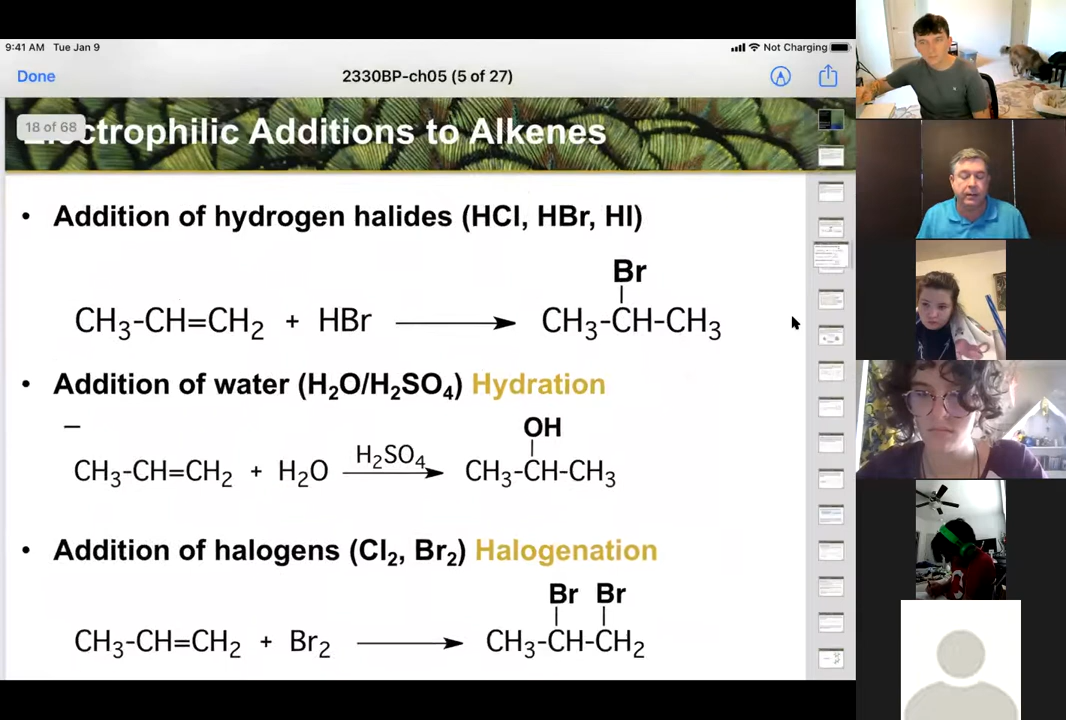 9:41 AM Tue Jan 9
Not Charging
Done
2330BP-ch05 (5 of 27)
18 of 68
ctrophilic Additions to Alkenes
• Addition of hydrogen halides (HCl, HBr, HI)
Br
CH₃-CH=CH₂ + HBr ⟶ CH₃-CH-CH₃
• Addition of water (H₂O/H₂SO₄) Hydration
–
OH
H₂SO₄
CH₃-CH=CH₂ + H₂O ⟶ CH₃-CH-CH₃
• Addition of halogens (Cl₂, Br₂) Halogenation
Br Br
CH₃-CH=CH₂ + Br₂ ⟶ CH₃-CH-CH₂